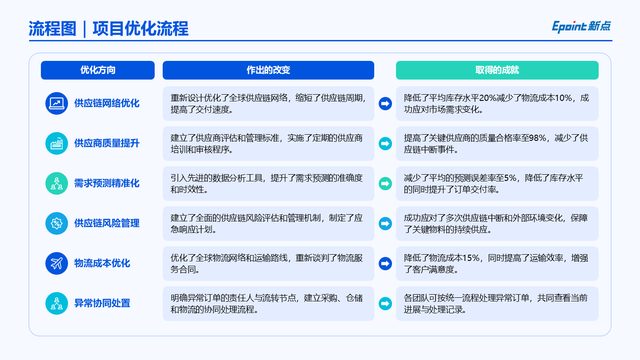 流程图｜项目优化流程
Epoint新点
优化方向
作出的改变
取得的成就
供应链网络优化
重新设计优化了全球供应链网络，缩短了供应链周期，
提高了交付速度。
降低了平均库存水平20%减少了物流成本10%，成
功应对市场需求变化。
供应商质量提升
建立了供应商评估和管理标准，实施了定期的供应商
培训和审核程序。
提高了关键供应商的质量合格率至98%，减少了供
应链中断事件。
需求预测精准化
引入先进的数据分析工具，提升了需求预测的准确度
和时效性。
减少了平均的预测误差率至5%，降低了库存水平
的同时提升了订单交付率。
供应链风险管理
建立了全面的供应链风险评估和管理机制，制定了应
急响应计划。
成功应对了多次供应链中断和外部环境变化，保障
了关键物料的持续供应。
物流成本优化
优化了全球物流网络和运输路线，重新谈判了物流服
务合同。
降低了物流成本15%，同时提高了运输效率，增强
了客户满意度。
异常协同处置
明确异常订单的责任人与流转节点，建立采购、仓储
和物流的协同处理流程。
各团队可按统一流程处理异常订单，共同查看当前
进展与处理记录。